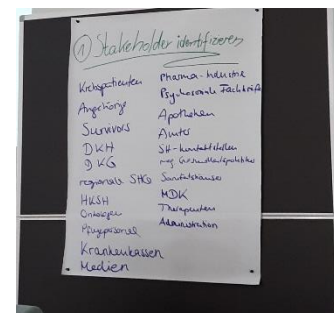 ① Stakeholder identifizieren
Krebspatienten
Angehörige
Survivors
DKH
DKG
regionale SHG
HKSH
Onkologen
Pflegepersonal
Krankenkassen
Medien
Pharma-Industrie
Psychosoziale Fachkräfte
Apotheken
Ämter
SH-Kontaktstellen
Gesundheitspolitiker
Sanitätshäuser
MDK
Therapeuten
Administration